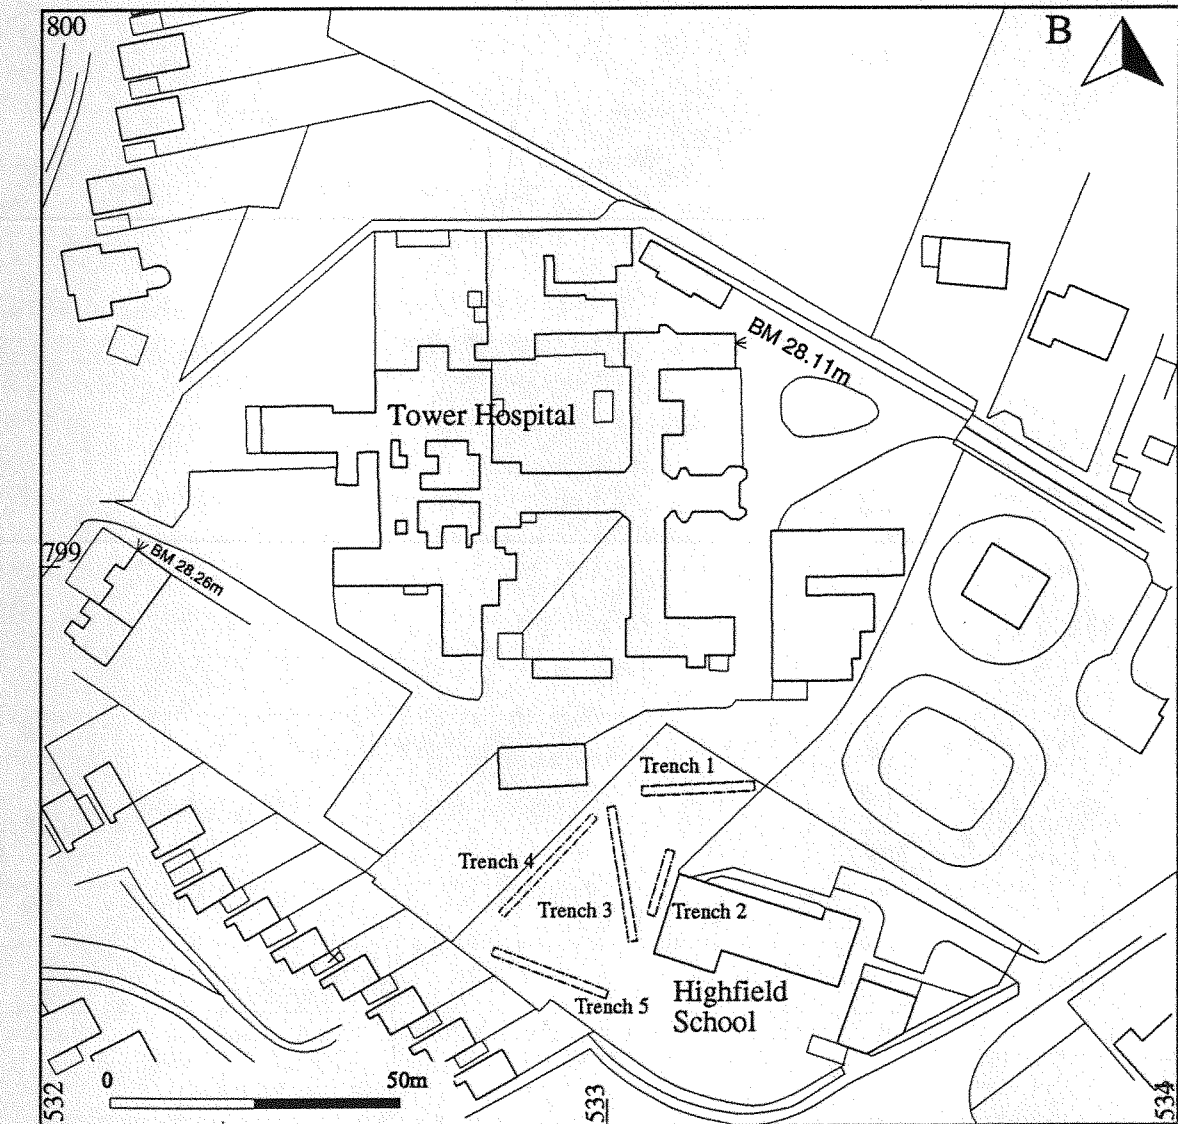 800
B
BM 28.11m
Tower Hospital
799
BM 28.26m
Trench 1
Trench 4
Trench 3
Trench 2
Highfield
School
Trench 5
0
50m
532
533
534